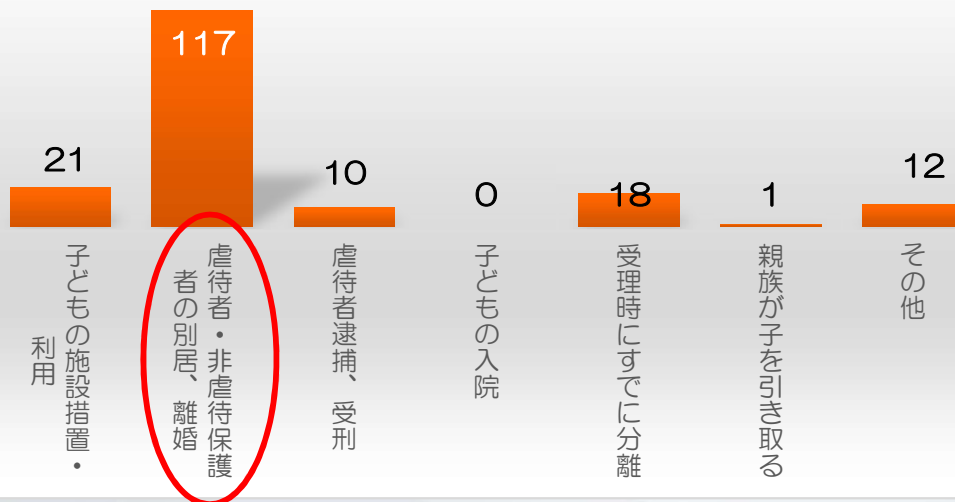 21
117
10
0
18
1
12
子どもの施設措置・
利用
虐待者・非虐待保護
者の別居、離婚
虐待者逮捕、受刑
子どもの入院
受理時にすでに分離
親族が子を引き取る
その他